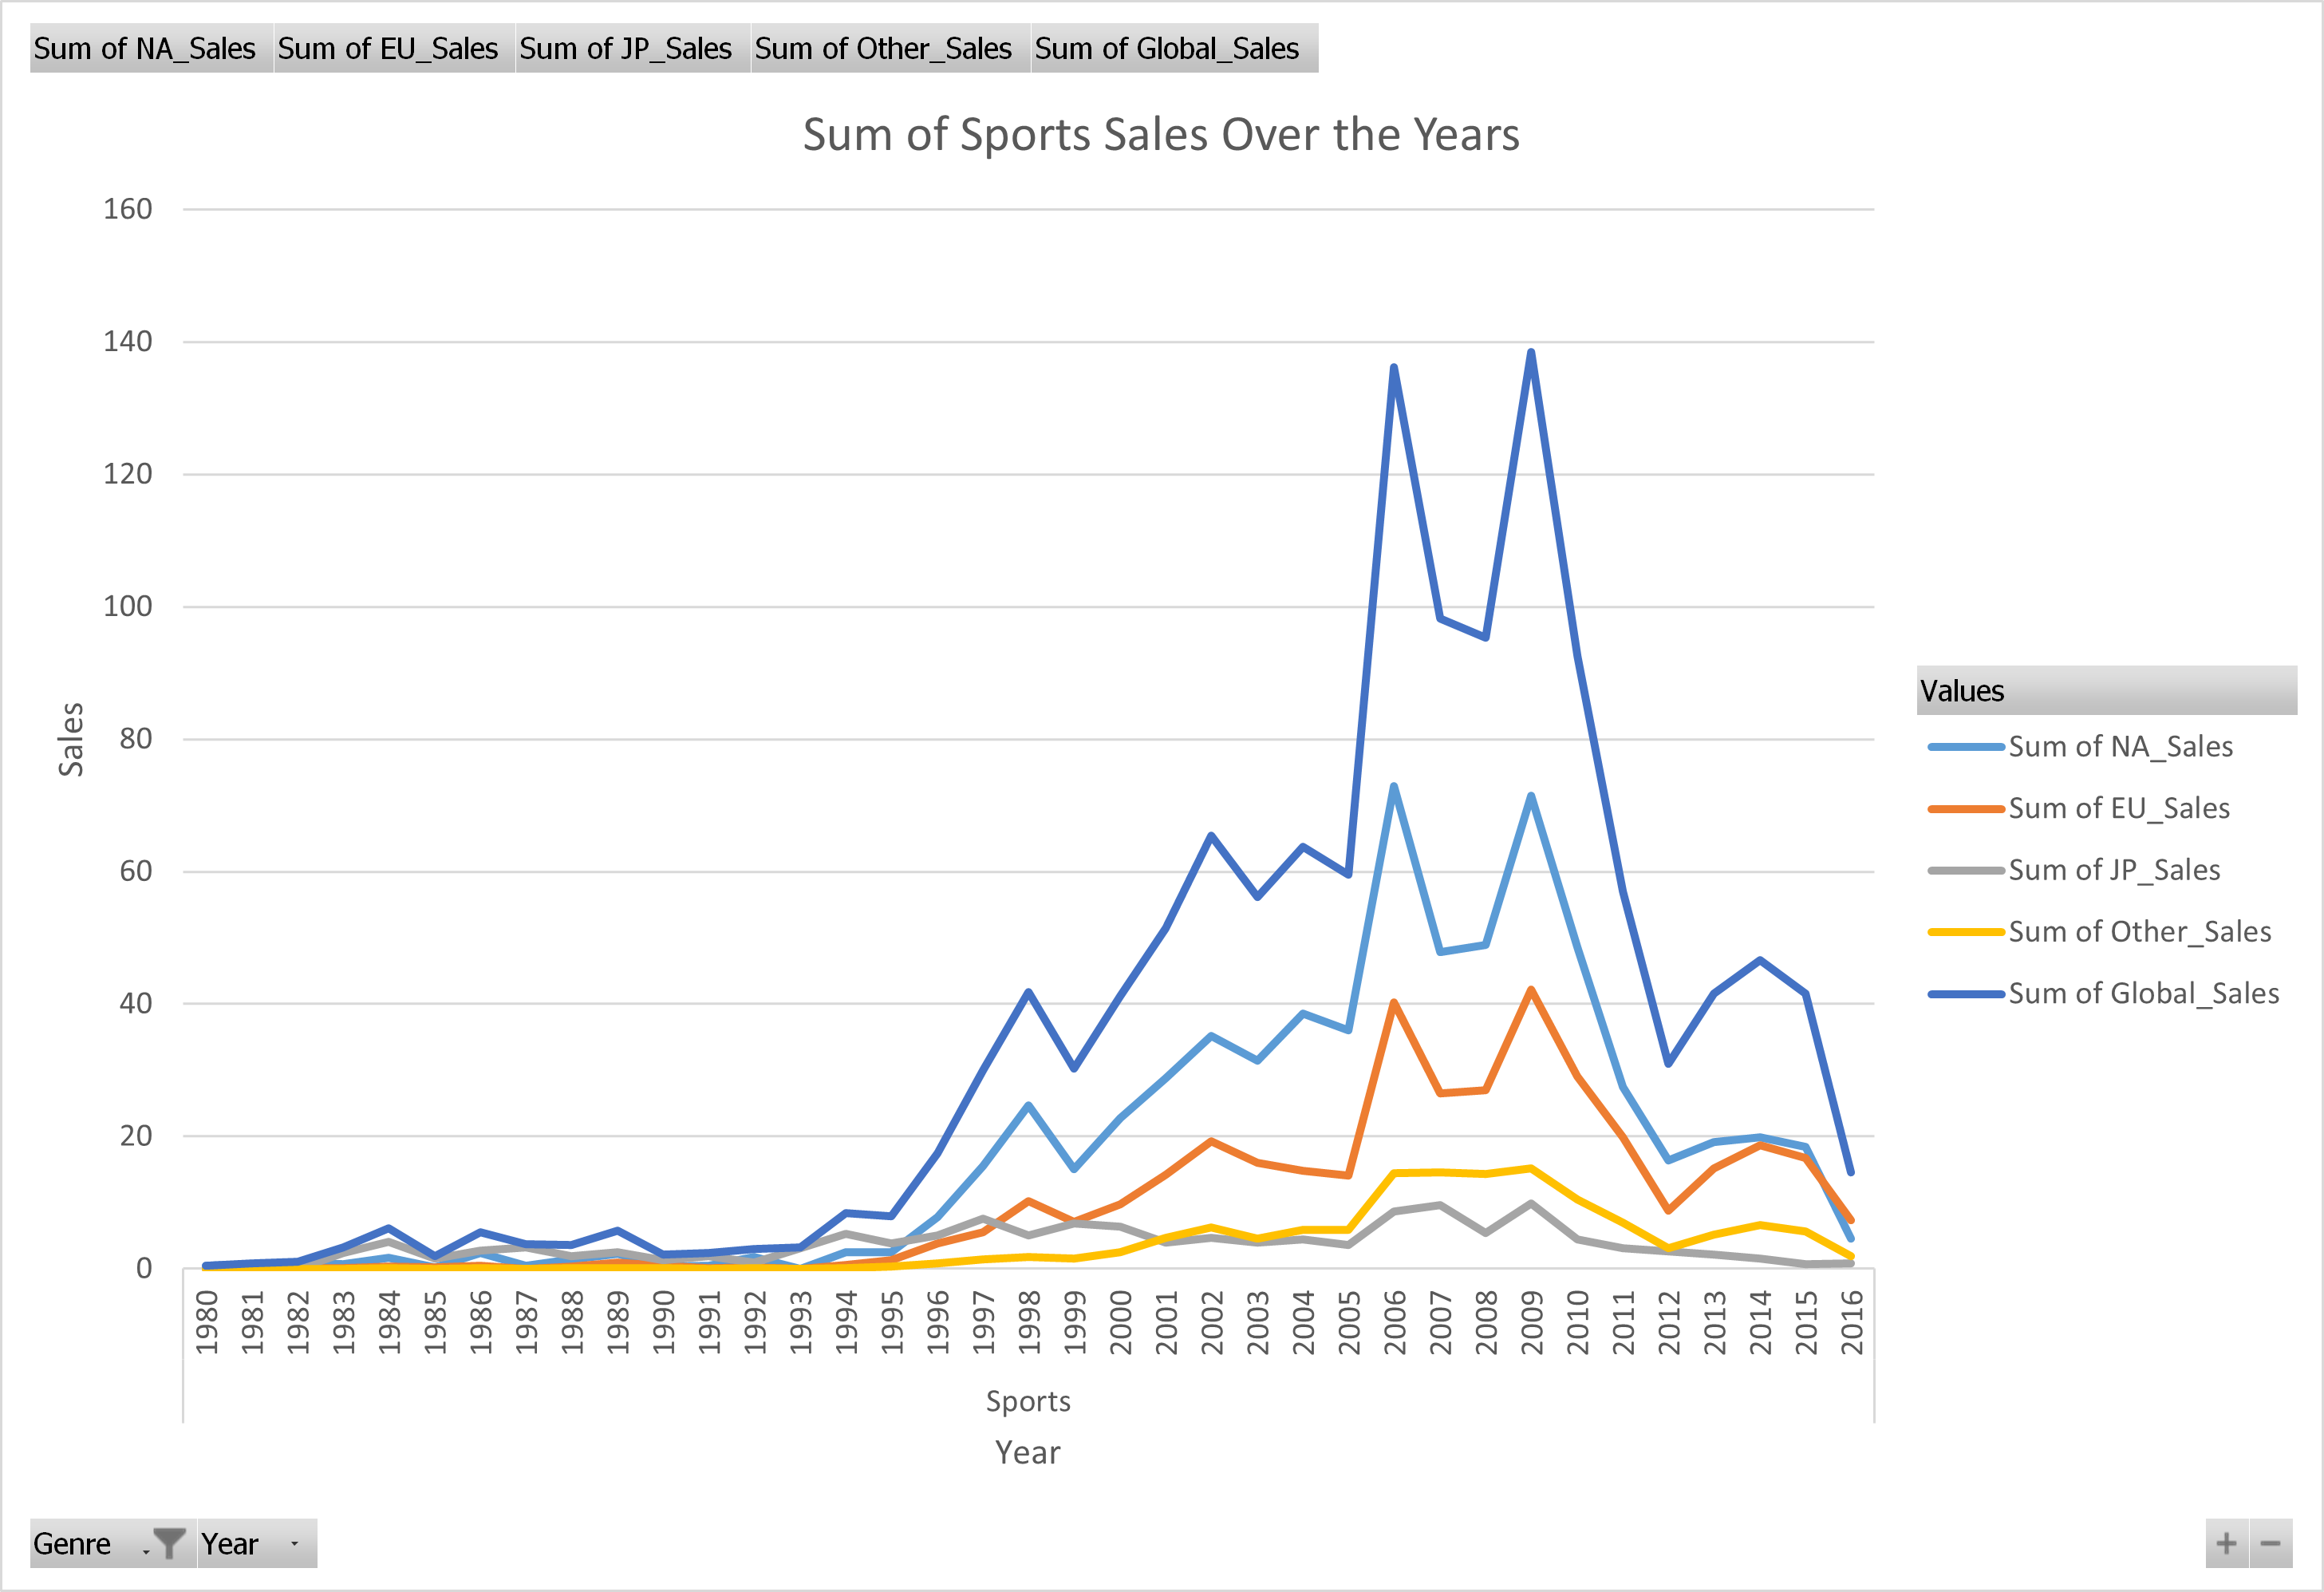 Sum of NA_Sales Sum of EU_Sales Sum of JP_Sales Sum of Other_Sales Sum of Global_Sales
Sum of Sports Sales Over the Years
160
140
120
100
80
60
40
20
0
Sales
1980 1981 1982 1983 1984 1985 1986 1987 1988 1989 1990 1991 1992 1993 1994 1995 1996 1997 1998 1999 2000 2001 2002 2003 2004 2005 2006 2007 2008 2009 2010 2011 2012 2013 2014 2015 2016
Sports
Year
Values
Sum of NA_Sales
Sum of EU_Sales
Sum of JP_Sales
Sum of Other_Sales
Sum of Global_Sales
Genre Year
+ −